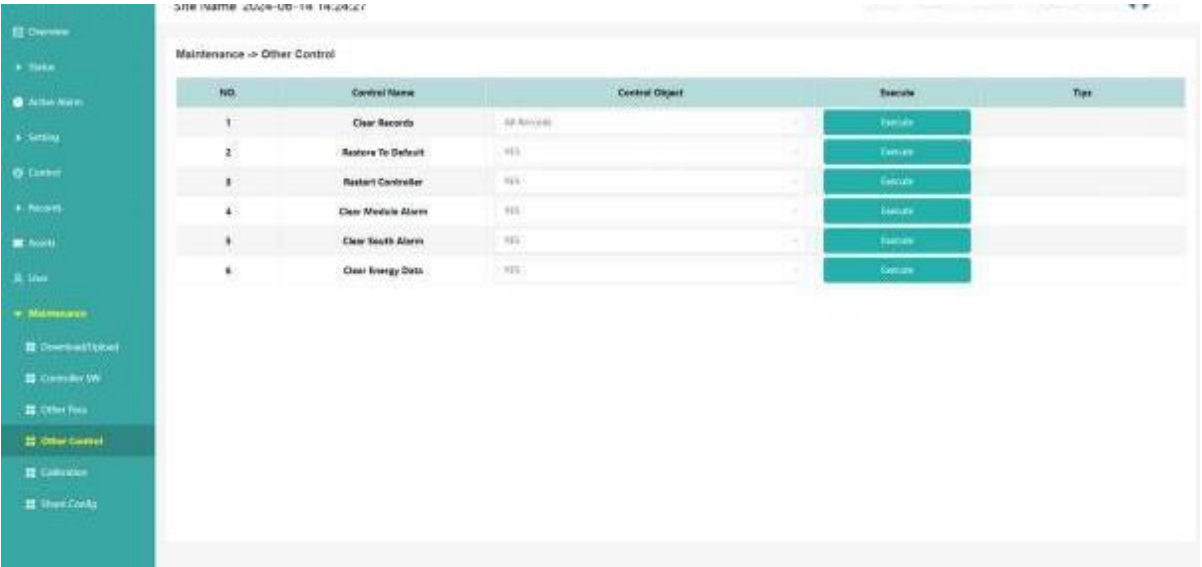 Site Name 2024-06-14 14:24:27
Overview
Status
Active Alarm
Setting
Control
Records
Assets
User
Maintenance
Download/Upload
Controller SW
Other Para
Other Control
Calibration
Share Config
Maintenance -> Other Control
NO. Control Name Control Object Execute Tips
1 Clear Records All Records Execute
2 Restore To Default YES Execute
3 Restart Controller YES Execute
4 Clear Module Alarm YES Execute
5 Clear South Alarm YES Execute
6 Clear Energy Data YES Execute